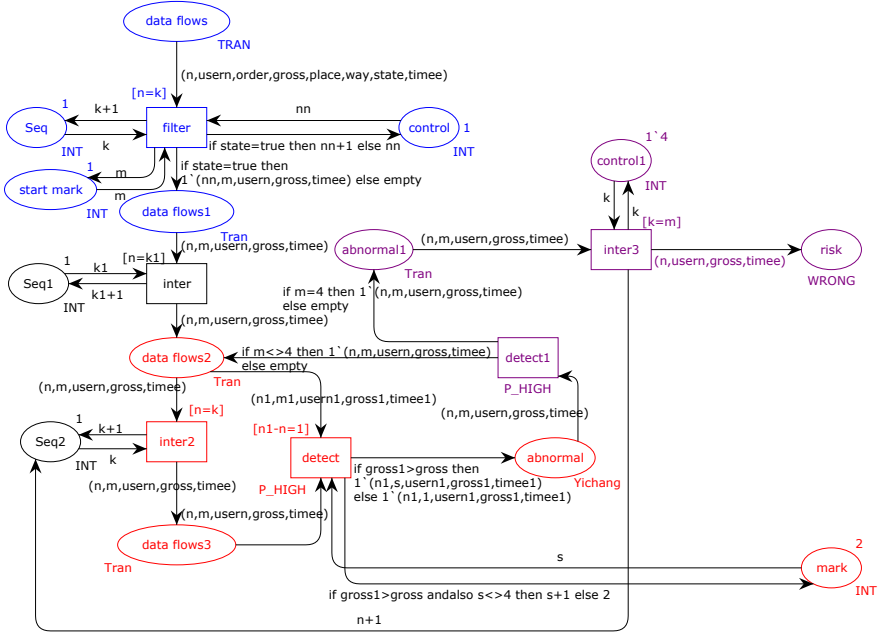 data flows
TRAN
(n,usern,order,gross,place,way,state,timee)
[n=k]
1
k+1
nn
Seq
filter
control
1
INT
k
if state=true then nn+1 else nn
INT
1
m
if state=true then
1`(nn,m,usern,gross,timee) else empty
start mark
m
INT
data flows1
Tran
(n,m,usern,gross,timee)
1`4
control1
INT
k
k
[k=m]
abnormal1
(n,m,usern,gross,timee)
inter3
risk
Tran
(n,usern,gross,timee)
WRONG
1
k1
[n=k1]
Seq1
inter
k1+1
INT
if m=4 then 1`(n,m,usern,gross,timee)
else empty
(n,m,usern,gross,timee)
data flows2
if m<>4 then 1`(n,m,usern,gross,timee)
else empty
detect1
Tran
P_HIGH
(n,m,usern,gross,timee)
(n1,m1,usern1,gross1,timee1)
[n=k]
(n,m,usern,gross,timee)
1
k+1
[n1-n=1]
Seq2
inter2
INT
k
detect
abnormal
if gross1>gross then
1`(n1,s,usern1,gross1,timee1)
else 1`(n1,1,usern1,gross1,timee1)
Yichang
(n,m,usern,gross,timee)
P_HIGH
(n,m,usern,gross,timee)
data flows3
Tran
2
s
mark
INT
if gross1>gross andalso s<>4 then s+1 else 2
n+1